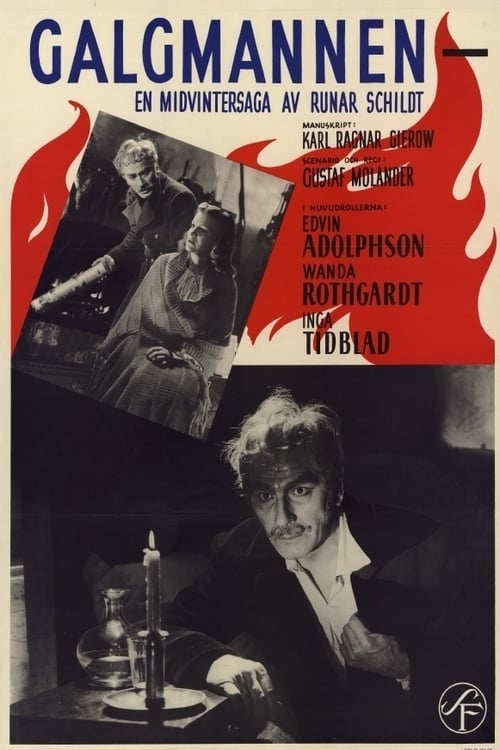 GALGMANNEN
EN MIDVINTERSAGA AV RUNAR SCHILDT
MANUSKRIPT:
KARL RAGNAR GIEROW
SCENARIO OCH REGI:
GUSTAF MOLANDER
I HUVUDROLLERNA:
EDVIN
ADOLPHSON
WANDA
ROTHGARDT
INGA
TIDBLAD
SF